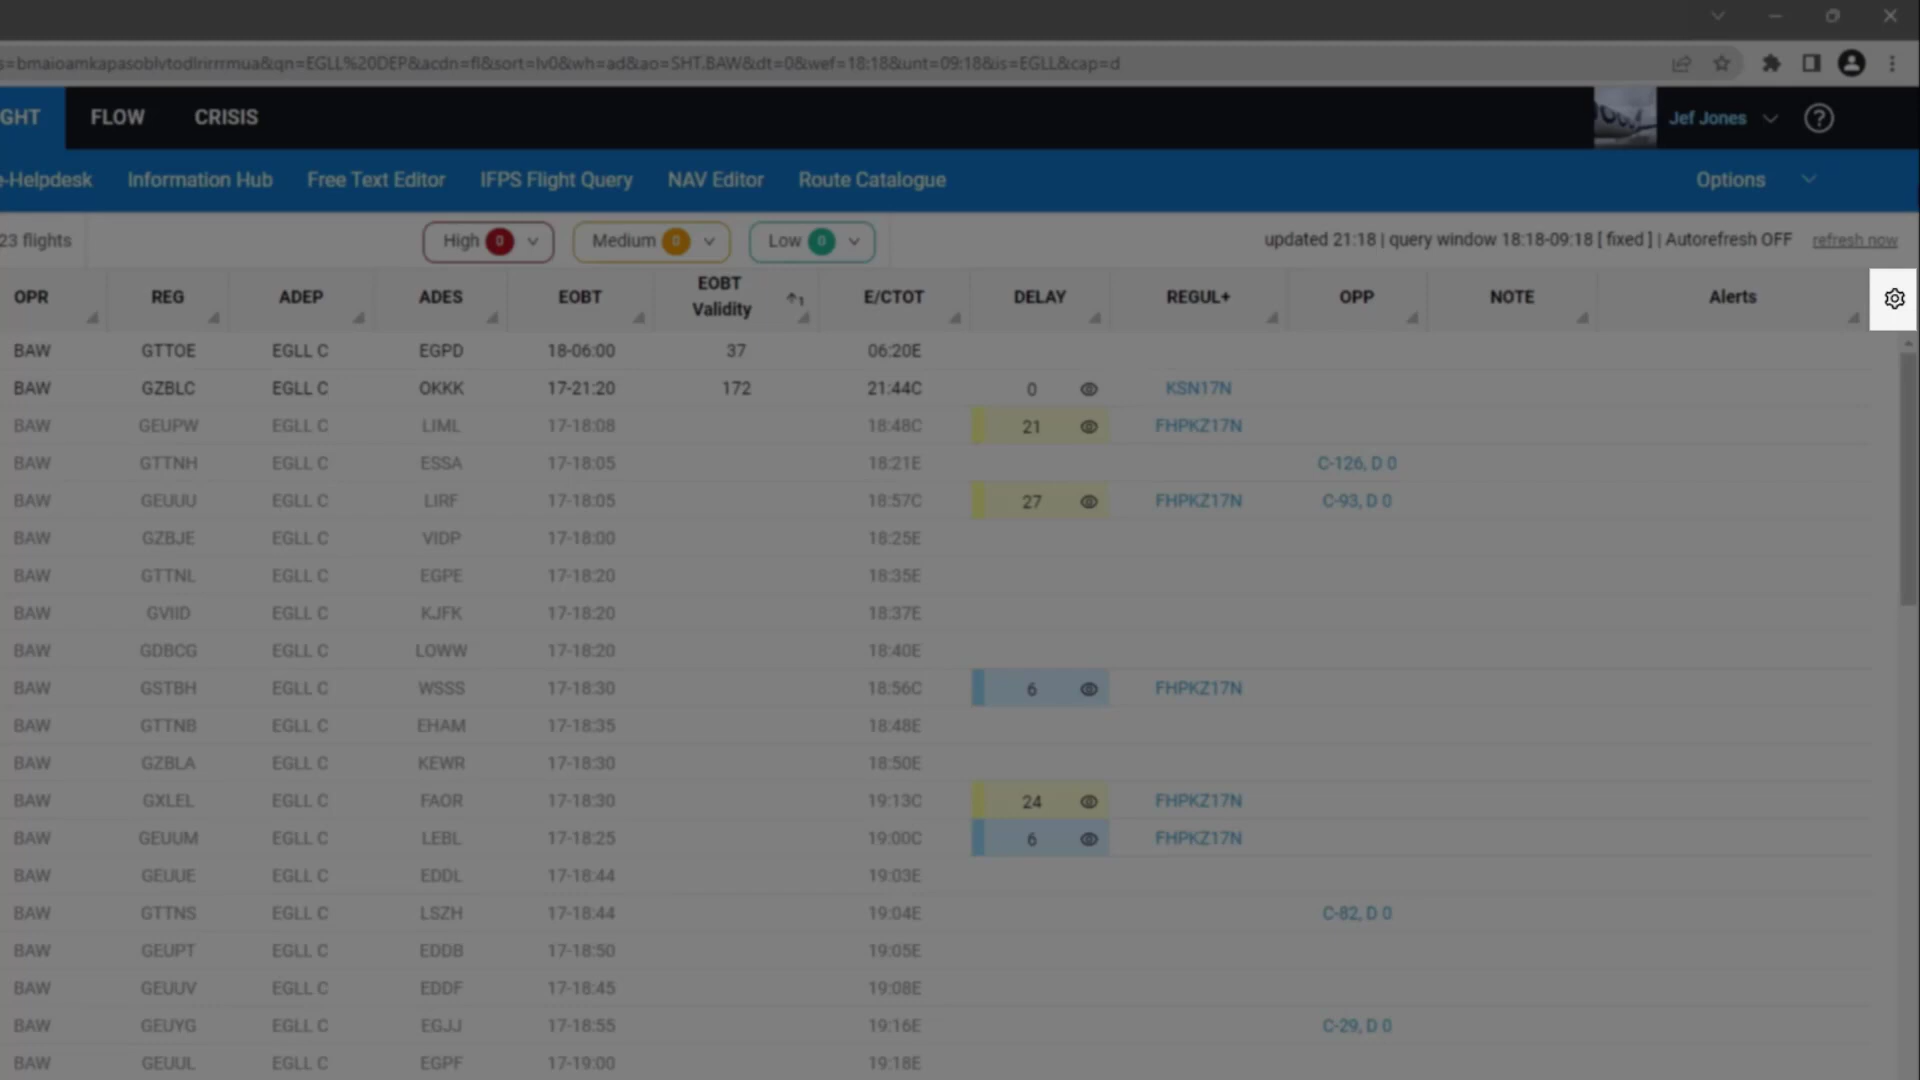 s=bmaioamkapasoblvtodlrirrrmua&qn=EGLL%20DEP&acdn=fl&sort=lv0&wh=ad&ao=SHT.BAW&dt=0&wef=18:18&unt=09:18&is=EGLL&cap=d
GHT FLOW CRISIS Jef Jones ?
e-Helpdesk Information Hub Free Text Editor IFPS Flight Query NAV Editor Route Catalogue Options
23 flights High 0 Medium 0 Low 0 updated 21:18 | query window 18:18-09:18 [ fixed ] | Autorefresh OFF refresh now
OPR REG ADEP ADES EOBT EOBT Validity 1 E/CTOT DELAY REGUL+ OPP NOTE Alerts
BAW GTTOE EGLL C EGPD 18-06:00 37 06:20E
BAW GZBLC EGLL C OKKK 17-21:20 172 21:44C 0 KSN17N
BAW GEUPW EGLL C LIML 17-18:08 18:48C 21 FHPKZ17N
BAW GTTNH EGLL C ESSA 17-18:05 18:21E C-126, D 0
BAW GEUUU EGLL C LIRF 17-18:05 18:57C 27 FHPKZ17N C-93, D 0
BAW GZBJE EGLL C VIDP 17-18:00 18:25E
BAW GTTNL EGLL C EGPE 17-18:20 18:35E
BAW GVIID EGLL C KJFK 17-18:20 18:37E
BAW GDBCG EGLL C LOWW 17-18:20 18:40E
BAW GSTBH EGLL C WSSS 17-18:30 18:56C 6 FHPKZ17N
BAW GTTNB EGLL C EHAM 17-18:35 18:48E
BAW GZBLA EGLL C KEWR 17-18:30 18:50E
BAW GXLEL EGLL C FAOR 17-18:30 19:13C 24 FHPKZ17N
BAW GEUUM EGLL C LEBL 17-18:25 19:00C 6 FHPKZ17N
BAW GEUUE EGLL C EDDL 17-18:44 19:03E
BAW GTTNS EGLL C LSZH 17-18:44 19:04E C-82, D 0
BAW GEUPT EGLL C EDDB 17-18:50 19:05E
BAW GEUUV EGLL C EDDF 17-18:45 19:08E
BAW GEUYG EGLL C EGJJ 17-18:55 19:16E C-29, D 0
BAW GEUUL EGLL C EGPF 17-19:00 19:18E